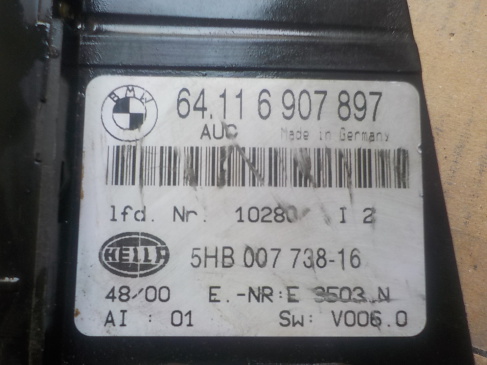 BMW
64.11 6 907 897
AUC Made in Germany
lfd. Nr. 10280 I 2
HELLA 5HB 007 738-16
48/00 E.-NR:E 9503.N
AI : 01 Sw: V006.0